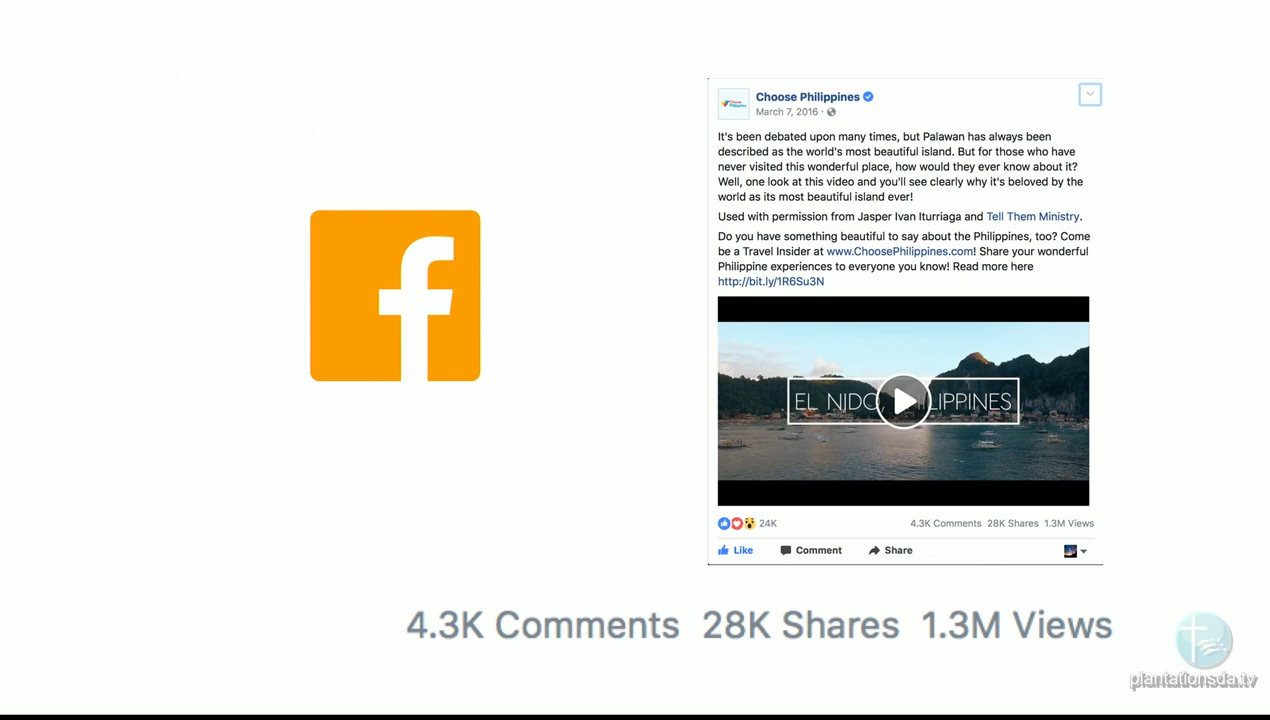 Choose Philippines
March 7, 2016 ·
It's been debated upon many times, but Palawan has always been
described as the world's most beautiful island. But for those who have
never visited this wonderful place, how would they ever know about it?
Well, one look at this video and you'll see clearly why it's beloved by the
world as its most beautiful island ever!
Used with permission from Jasper Ivan Iturriaga and Tell Them Ministry.
Do you have something beautiful to say about the Philippines, too? Come
be a Travel Insider at www.ChoosePhilippines.com! Share your wonderful
Philippine experiences to everyone you know! Read more here
http://bit.ly/1R6Su3N
EL NIDO, PHILIPPINES
24K 4.3K Comments 28K Shares 1.3M Views
Like Comment Share
4.3K Comments 28K Shares 1.3M Views
plantationsda.tv